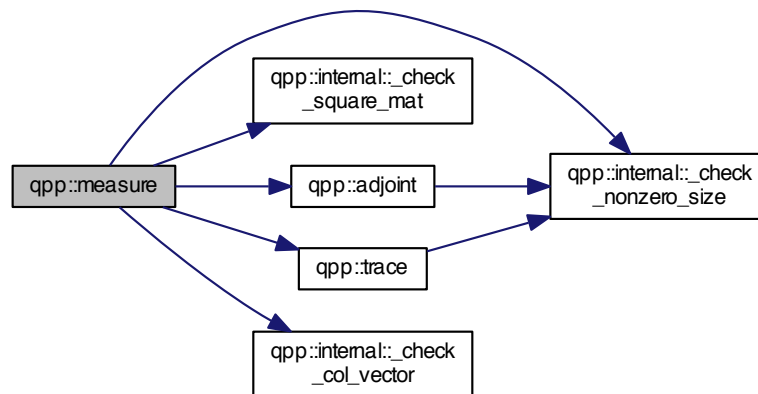 qpp::measure
qpp::internal::_check
_square_mat
qpp::adjoint
qpp::trace
qpp::internal::_check
_col_vector
qpp::internal::_check
_nonzero_size